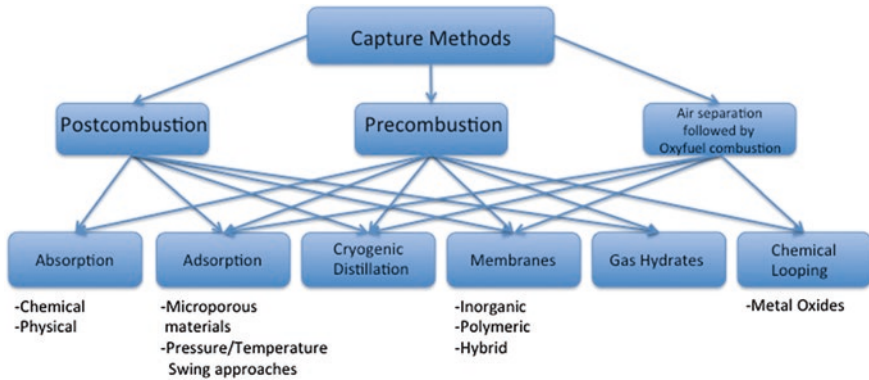 Capture Methods
Postcombustion
Precombustion
Air separation
followed by
Oxyfuel combustion
Absorption
Adsorption
Cryogenic
Distillation
Membranes
Gas Hydrates
Chemical
Looping
-Chemical
-Physical
-Microporous
materials
-Pressure/Temperature
Swing approaches
-Inorganic
-Polymeric
-Hybrid
-Metal Oxides